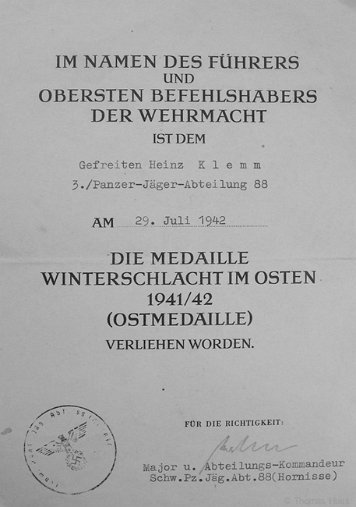 IM NAMEN DES FÜHRERS
UND
OBERSTEN BEFEHLSHABERS
DER WEHRMACHT
IST DEM
Gefreiten Heinz K l e m m
3./Panzer-Jäger-Abteilung 88
AM 29. Juli 1942
DIE MEDAILLE
WINTERSCHLACHT IM OSTEN
1941/42
(OSTMEDAILLE)
VERLIEHEN WORDEN.
FÜR DIE RICHTIGKEIT:
Major u. Abteilungs-Kommandeur
Schw.Pz.Jäg.Abt.88(Hornisse)